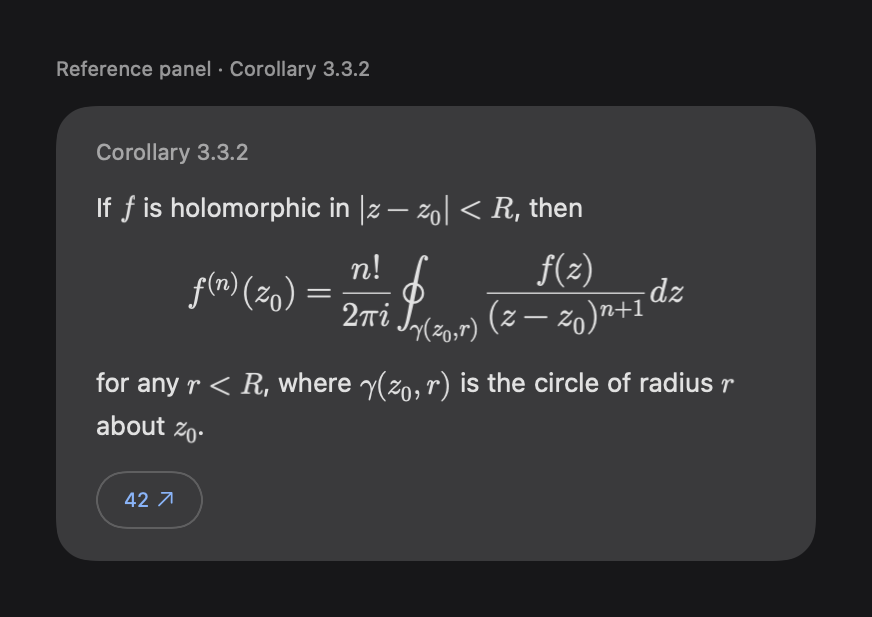 Reference panel · Corollary 3.3.2
Corollary 3.3.2
If f is holomorphic in |z − z₀| < R, then
f⁽ⁿ⁾(z₀) = n!/2πi ∮_γ(z₀,r) f(z)/(z − z₀)ⁿ⁺¹ dz
for any r < R, where γ(z₀, r) is the circle of radius r
about z₀.
42 ↗